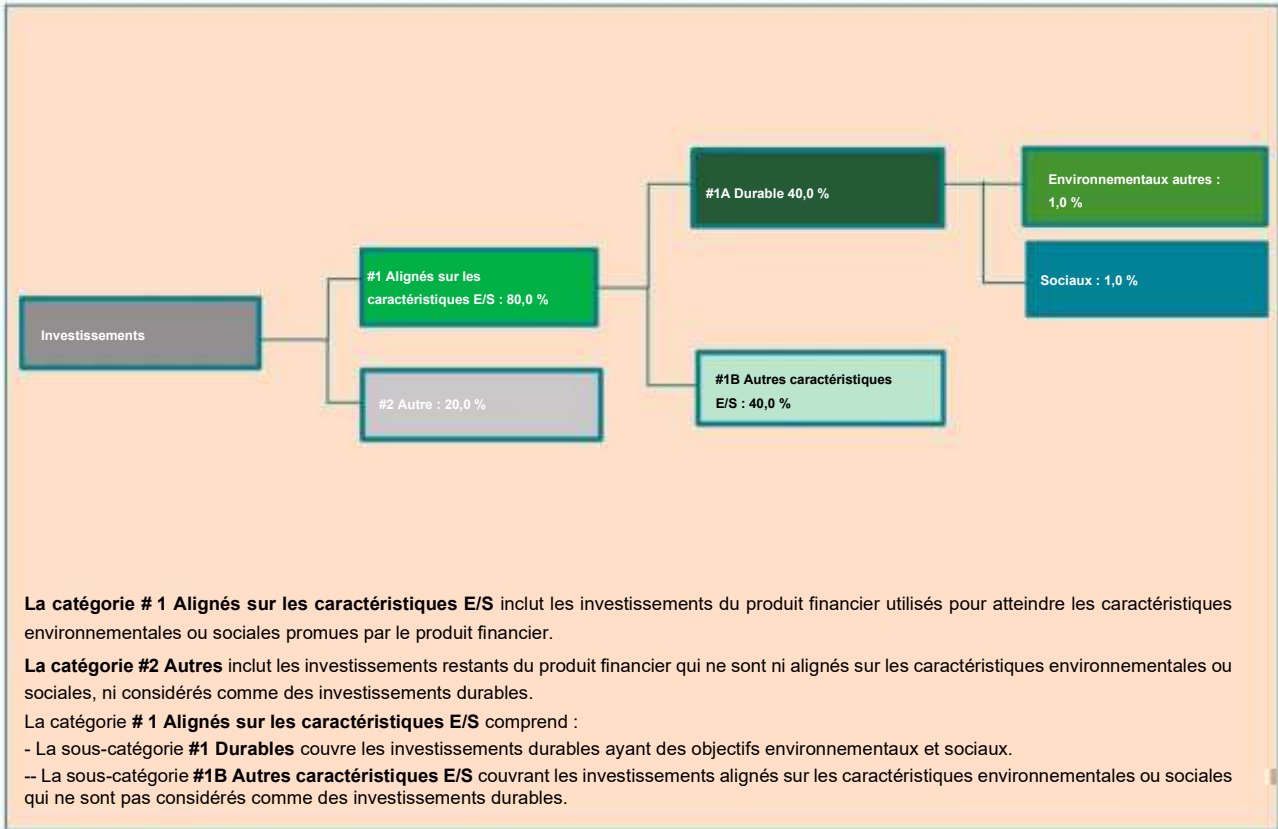 #1A Durable 40,0 %
Environnementaux autres :
1,0 %
#1 Alignés sur les
caractéristiques E/S : 80,0 %
Sociaux : 1,0 %
Investissements
#2 Autre : 20,0 %
#1B Autres caractéristiques
E/S : 40,0 %
La catégorie # 1 Alignés sur les caractéristiques E/S inclut les investissements du produit financier utilisés pour atteindre les caractéristiques
environnementales ou sociales promues par le produit financier.
La catégorie #2 Autres inclut les investissements restants du produit financier qui ne sont ni alignés sur les caractéristiques environnementales ou
sociales, ni considérés comme des investissements durables.
La catégorie # 1 Alignés sur les caractéristiques E/S comprend :
- La sous-catégorie #1 Durables couvre les investissements durables ayant des objectifs environnementaux et sociaux.
-- La sous-catégorie #1B Autres caractéristiques E/S couvrant les investissements alignés sur les caractéristiques environnementales ou sociales
qui ne sont pas considérés comme des investissements durables.